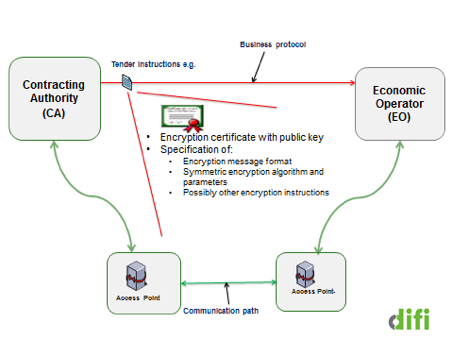 Business protocol
Tender Instructions e.g.
Contracting
Authority
(CA)
Economic
Operator
(EO)
• Encryption certificate with public key
• Specification of:
• Encryption message format
• Symmetric encryption algorithm and
parameters
• Possibly other encryption instructions
Access Point
Access Point-
Communication path
difi